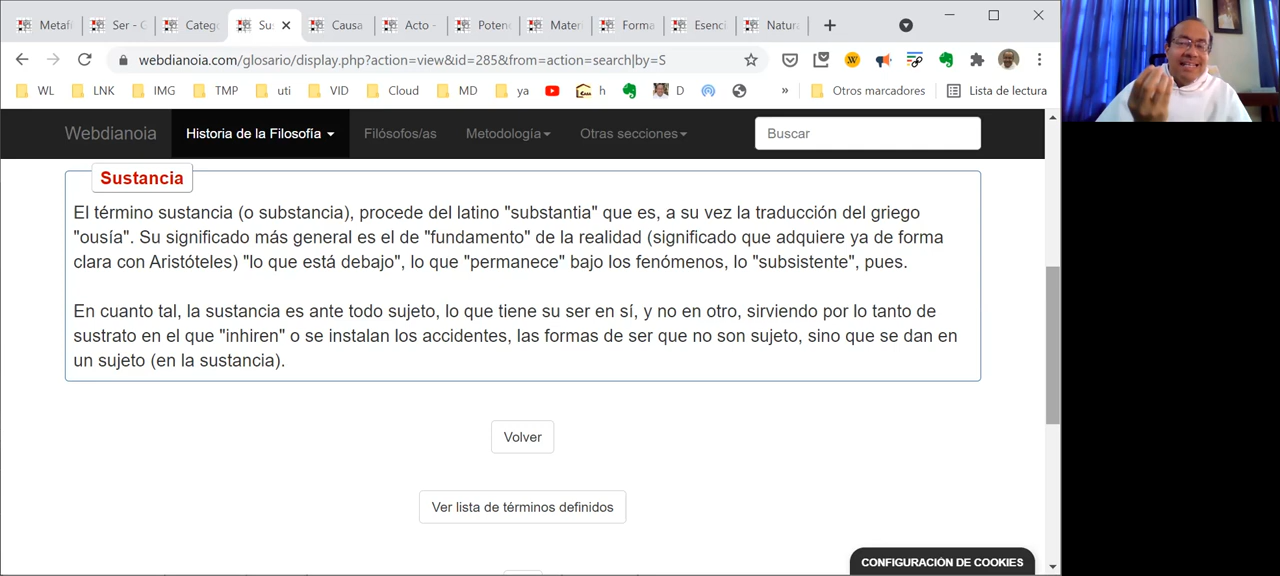 Metaf
Ser - G
Catego
Su
Causa
Acto -
Poten
Mater
Forma
Esenci
Natur
webdianoia.com/glosario/display.php?action=view&id=285&from=action=search|by=S
WL
LNK
IMG
TMP
uti
VID
Cloud
MD
ya
h
D
»
Otros marcadores
Lista de lectura
Webdianoia
Historia de la Filosofía
Filósofos/as
Metodología
Otras secciones
Buscar
Sustancia
El término sustancia (o substancia), procede del latino "substantia" que es, a su vez la traducción del griego
"ousía". Su significado más general es el de "fundamento" de la realidad (significado que adquiere ya de forma
clara con Aristóteles) "lo que está debajo", lo que "permanece" bajo los fenómenos, lo "subsistente", pues.
En cuanto tal, la sustancia es ante todo sujeto, lo que tiene su ser en sí, y no en otro, sirviendo por lo tanto de
sustrato en el que "inhiren" o se instalan los accidentes, las formas de ser que no son sujeto, sino que se dan en
un sujeto (en la sustancia).
Volver
Ver lista de términos definidos
CONFIGURACIÓN DE COOKIES